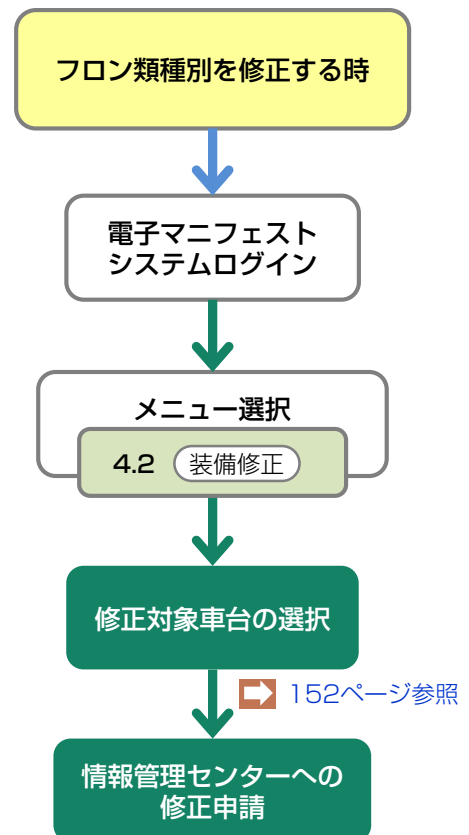 フロン類種別を修正する時
電子マニフェスト
システムログイン
メニュー選択
4.2 装備修正
修正対象車台の選択
152ページ参照
情報管理センターへの
修正申請